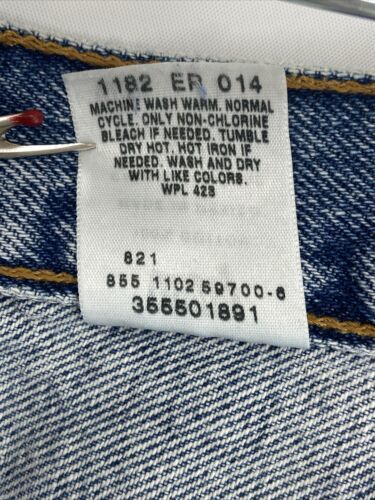 1182 ER 014
MACHINE WASH WARM. NORMAL
CYCLE. ONLY NON-CHLORINE
BLEACH IF NEEDED. TUMBLE
DRY HOT. HOT IRON IF
NEEDED. WASH AND DRY
WITH LIKE COLORS.
WPL 423
821
855 1102 59700-6
355501891